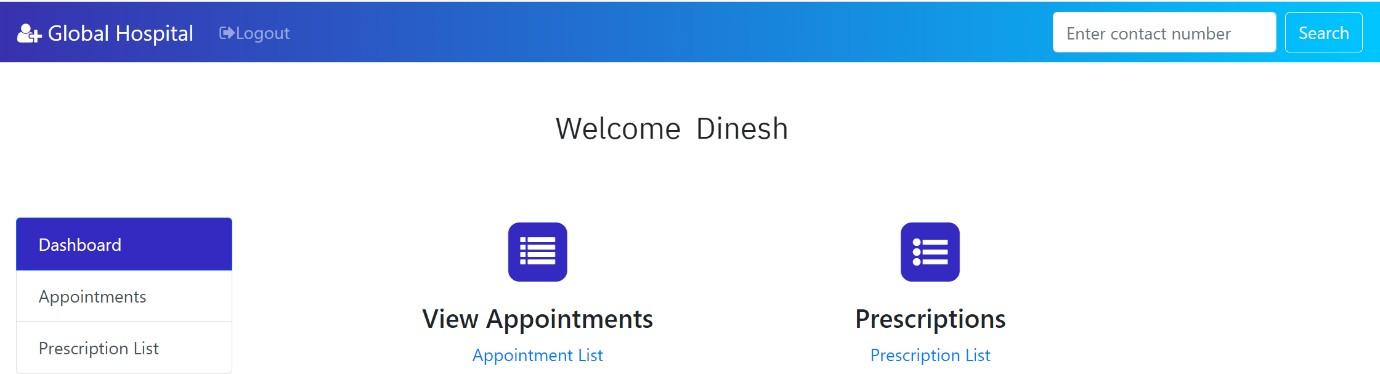 Global Hospital Logout Enter contact number Search
Welcome Dinesh
Dashboard
Appointments
Prescription List
View Appointments
Appointment List
Prescriptions
Prescription List